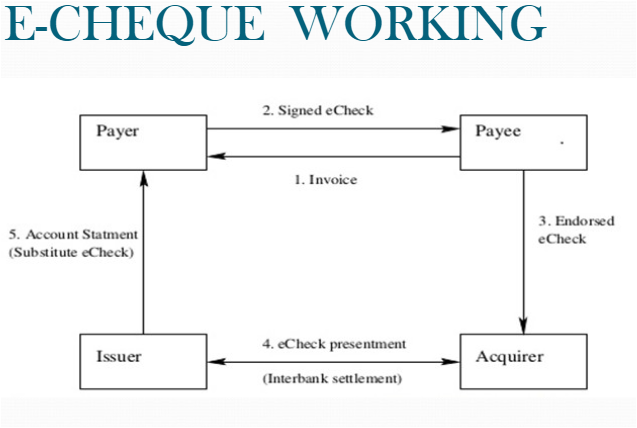 E-CHEQUE WORKING
2. Signed eCheck
Payer
Payee
1. Invoice
3. Endorsed
eCheck
5. Account Statment
(Substitute eCheck)
4. eCheck presentment
Issuer
Acquirer
(Interbank settlement)